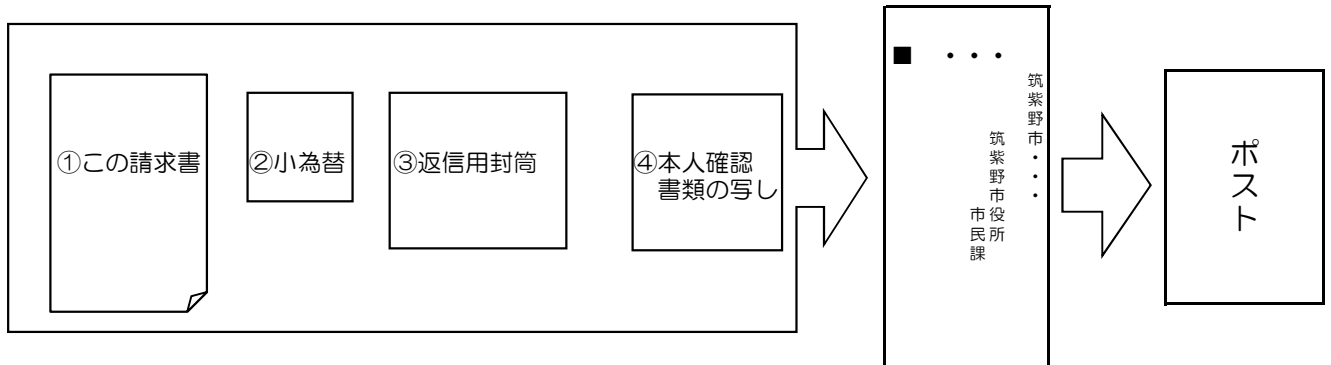 ①この請求書
②小為替
③返信用封筒
④本人確認
書類の写し
■ ・・・
筑紫野市・・・
筑紫野市役所
市民課
ポスト